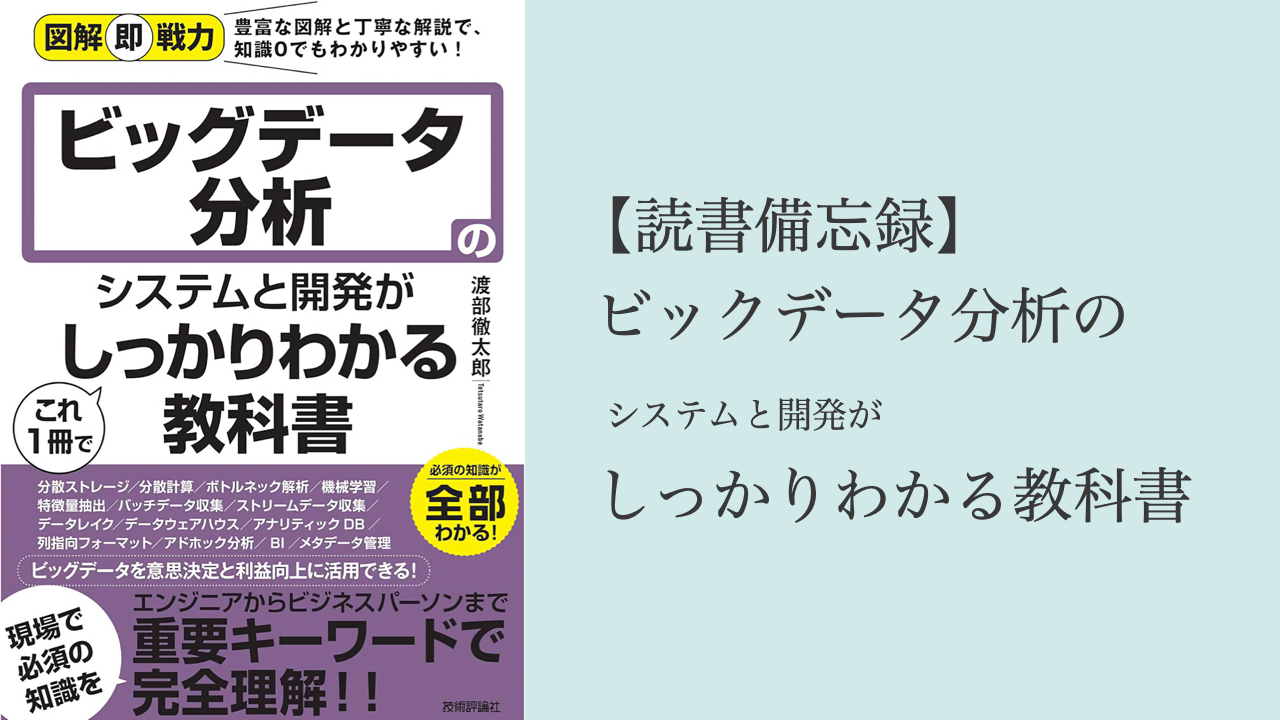 図解即戦力
豊富な図解と丁寧な解説で、
知識0でもわかりやすい！
ビッグデータ
分析の
システムと開発が
しっかりわかる
教科書
渡部徹太郎
Tetsutaro Watanabe
これ
1冊で
必須の知識が
全部
わかる！
分散ストレージ／分散計算／ボトルネック解析／機械学習／
特徴量抽出／バッチデータ収集／ストリームデータ収集／
データレイク／データウェアハウス／アナリティックDB／
列指向フォーマット／アドホック分析／BI／メタデータ管理
ビッグデータを意思決定と利益向上に活用できる！
現場で
必須の
知識を
エンジニアからビジネスパーソンまで
重要キーワードで
完全理解！！
技術評論社
【読書備忘録】
ビックデータ分析の
システムと開発が
しっかりわかる教科書